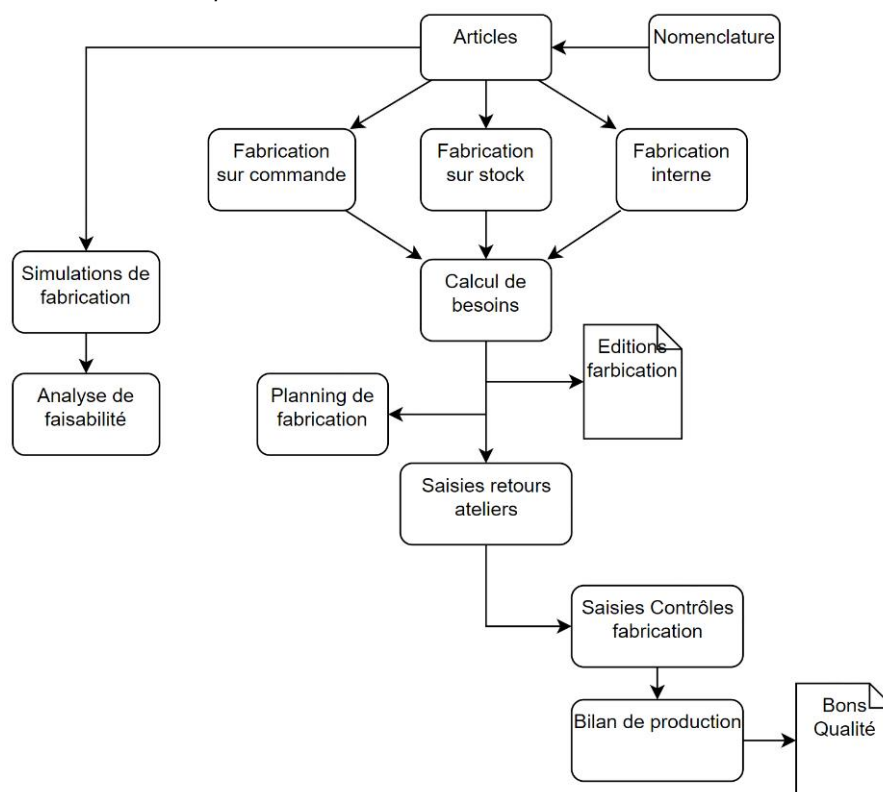 Articles
Nomenclature
Fabrication
sur commande
Fabrication
sur stock
Fabrication
interne
Simulations de
fabrication
Calcul de
besoins
Éditions
farbication
Analyse de
faisabilité
Planning de
fabrication
Saisies retours
ateliers
Saisies Contrôles
fabrication
Bilan de production
Bons
Qualité